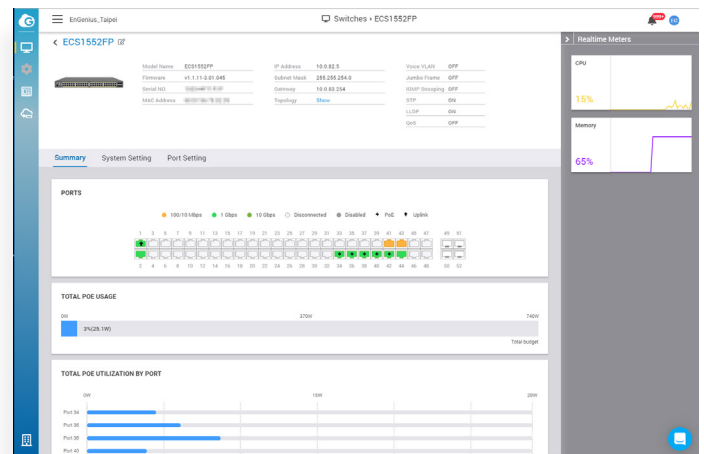 EnGenius_Taipei
Switches › ECS1552FP
999+
EC
Realtime Meters
‹ ECS1552FP
Model Name ECS1552FP
Firmware v1.1.11-3.01.045
Serial NO.
MAC Address
IP Address 10.0.82.5
Subnet Mask 255.255.254.0
Gateway 10.0.83.254
Topology Show
Voice VLAN OFF
Jumbo Frame OFF
IGMP Snooping OFF
STP ON
LLDP ON
QoS OFF
CPU
16%
Memory
65%
Summary System Setting Port Setting
PORTS
100/10 Mbps 1 Gbps 10 Gbps Disconnected Disabled PoE Uplink
1 3 5 7 9 11 13 15 17 19 21 23 25 27 29 31 33 35 37 39 41 43 45 47 49 51
2 4 6 8 10 12 14 16 18 20 22 24 26 28 30 32 34 36 38 40 42 44 46 48 50 52
TOTAL POE USAGE
0W 370W 740W
3%(25.1W)
Total budget
TOTAL POE UTILIZATION BY PORT
0W 10W 20W
Port 34
Port 36
Port 38
Port 40